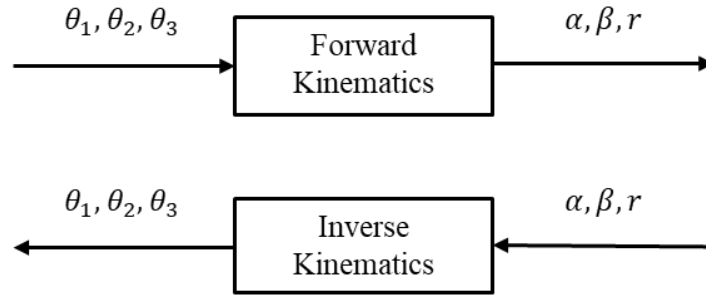 θ₁, θ₂, θ₃
Forward
Kinematics
α, β, r
θ₁, θ₂, θ₃
Inverse
Kinematics
α, β, r